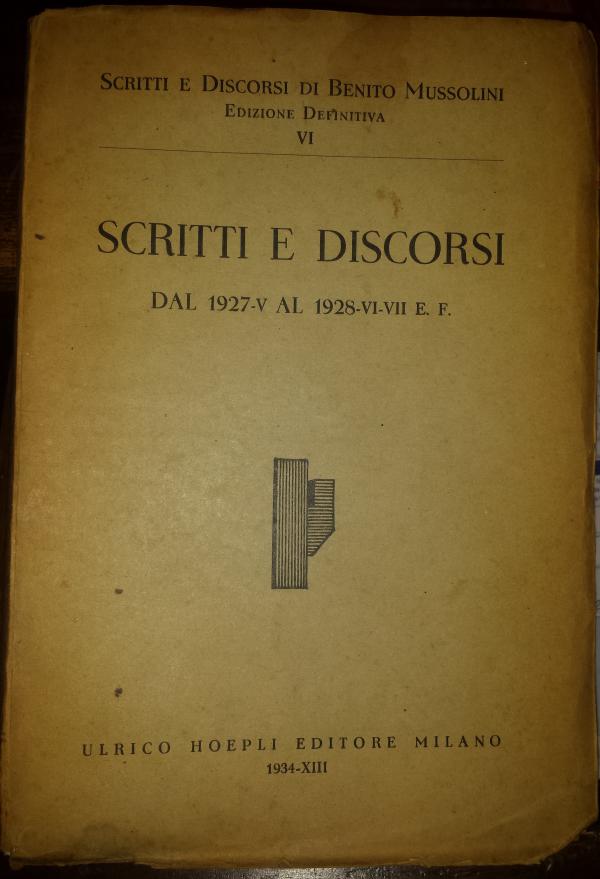 SCRITTI E DISCORSI DI BENITO MUSSOLINI
EDIZIONE DEFINITIVA
VI
SCRITTI E DISCORSI
DAL 1927-V AL 1928-VI-VII E. F.
ULRICO HOEPLI EDITORE MILANO
1934-XIII